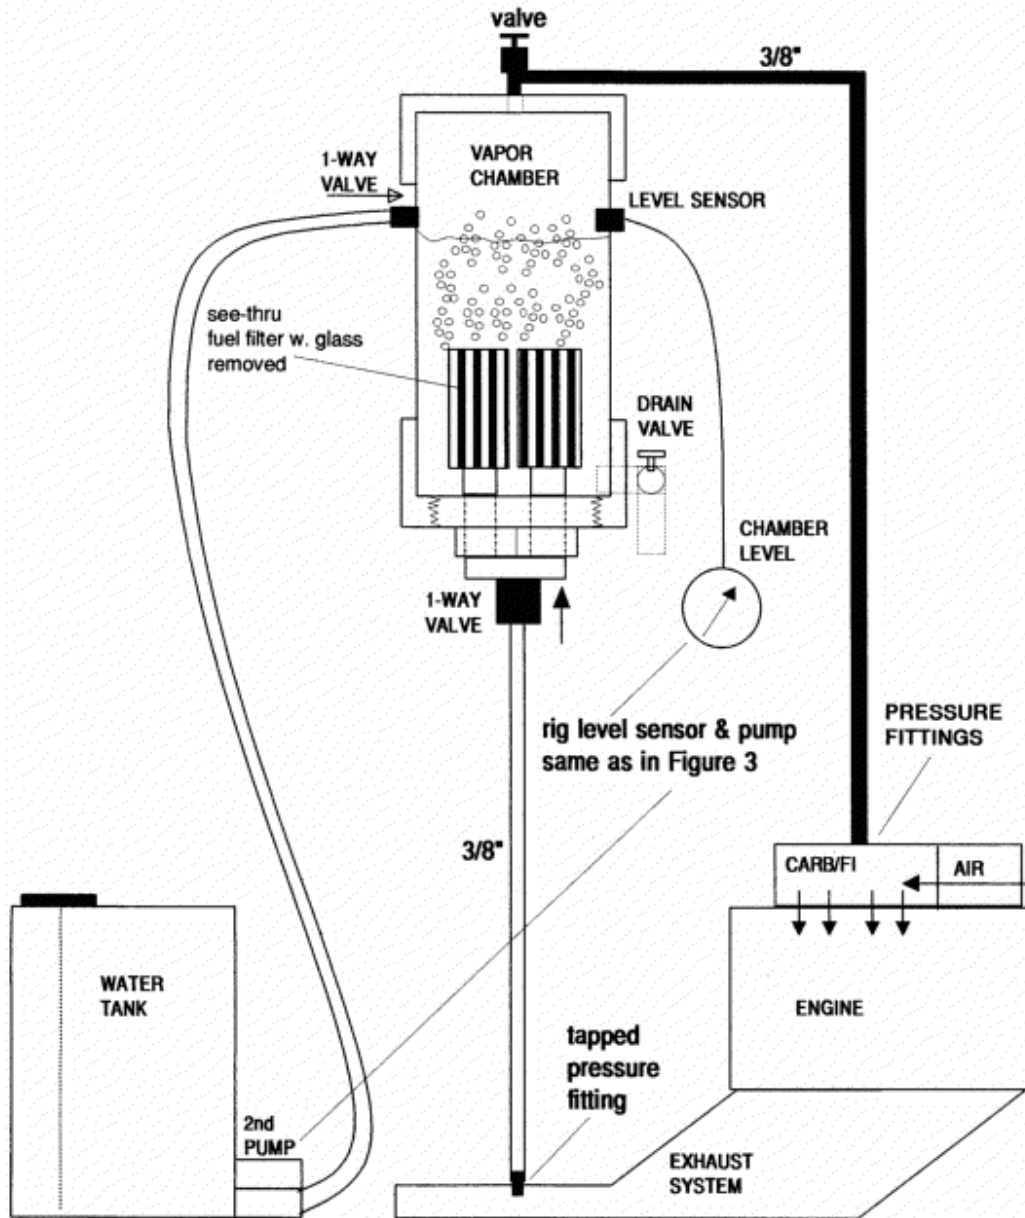 valve
3/8"
1-WAY
VALVE
VAPOR
CHAMBER
LEVEL SENSOR
see-thru
fuel filter w. glass
removed
DRAIN
VALVE
CHAMBER
LEVEL
1-WAY
VALVE
rig level sensor & pump
same as in Figure 3
PRESSURE
FITTINGS
3/8"
CARB/FI
AIR
WATER
TANK
ENGINE
tapped
pressure
fitting
2nd
PUMP
EXHAUST
SYSTEM